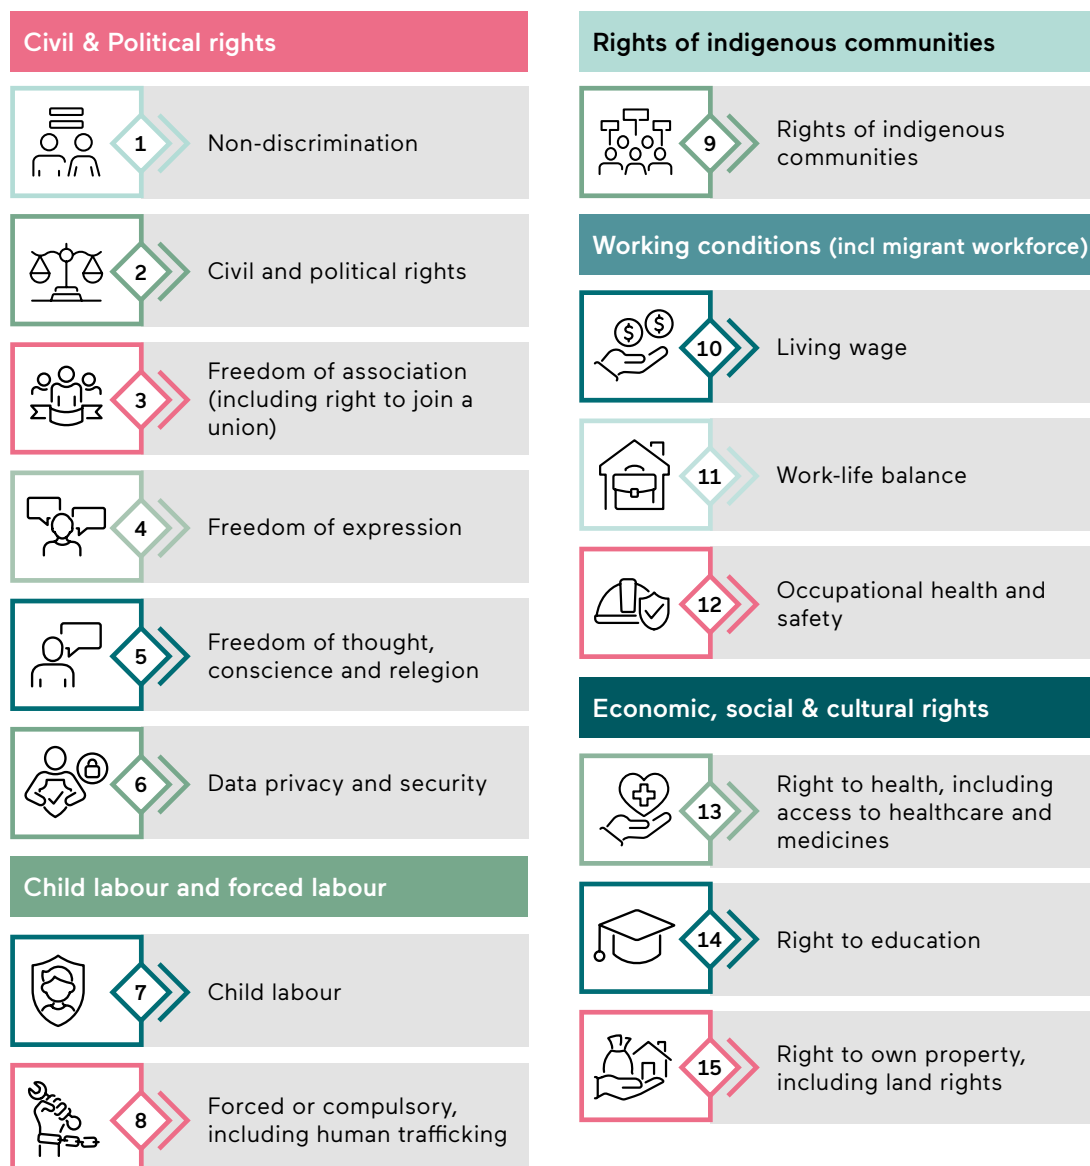 Civil & Political rights
1
Non-discrimination
2
Civil and political rights
3
Freedom of association
(including right to join a
union)
4
Freedom of expression
5
Freedom of thought,
conscience and relegion
6
Data privacy and security
Child labour and forced labour
7
Child labour
8
Forced or compulsory,
including human trafficking
Rights of indigenous communities
9
Rights of indigenous
communities
Working conditions (incl migrant workforce)
$ $
10
Living wage
11
Work-life balance
12
Occupational health and
safety
Economic, social & cultural rights
13
Right to health, including
access to healthcare and
medicines
14
Right to education
15
Right to own property,
including land rights